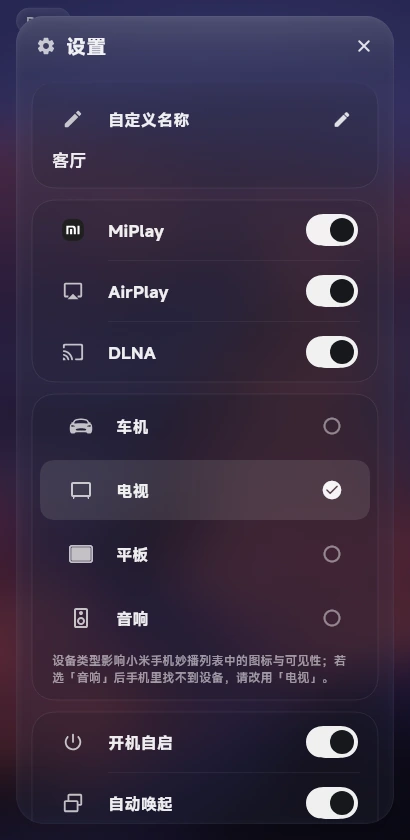 设置
自定义名称
客厅
MiPlay
AirPlay
DLNA
车机
电视
平板
音响
设备类型影响小米手机妙播列表中的图标与可见性；若
选「音响」后手机里找不到设备，请改用「电视」。
开机自启
自动唤起